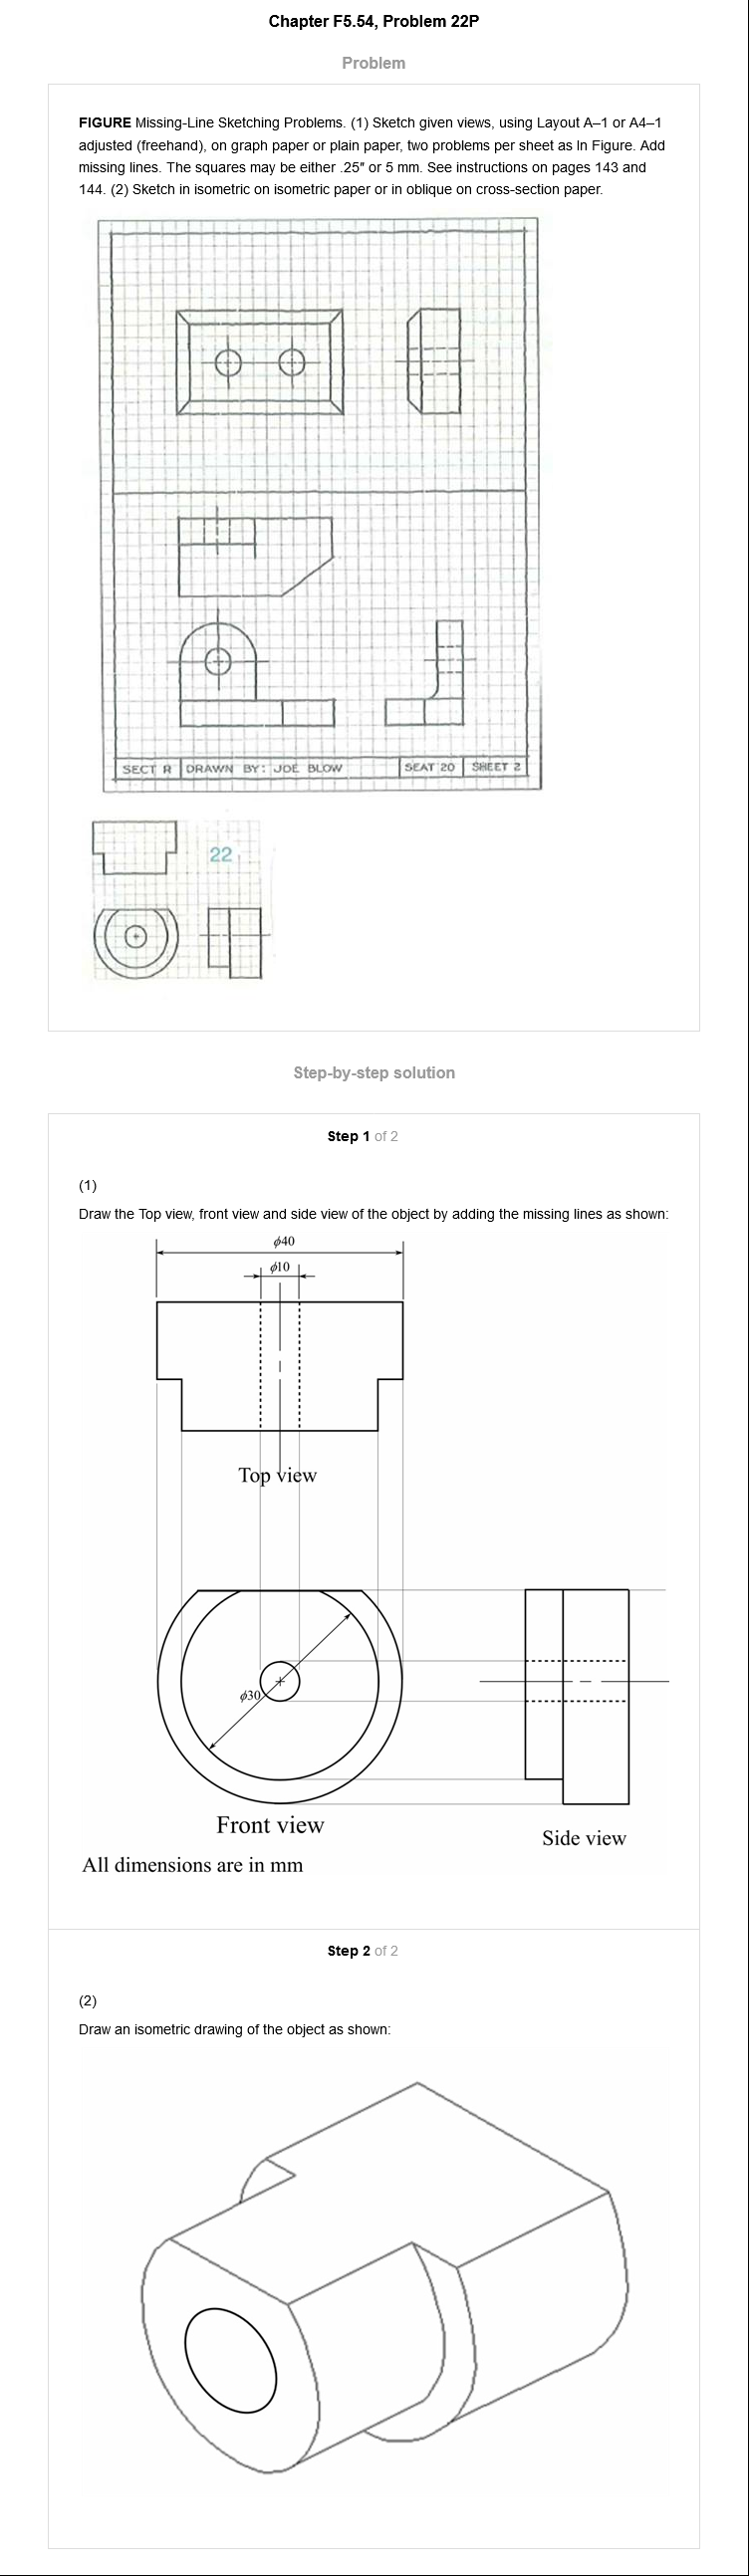 Chapter F5.54, Problem 22P
Problem
FIGURE Missing-Line Sketching Problems. (1) Sketch given views, using Layout A–1 or A4–1
adjusted (freehand), on graph paper or plain paper, two problems per sheet as In Figure. Add
missing lines. The squares may be either .25″ or 5 mm. See instructions on pages 143 and
144. (2) Sketch in isometric on isometric paper or in oblique on cross-section paper.
SECT R DRAWN BY: JOE BLOW SEAT 20 SHEET 2
22
Step-by-step solution
Step 1 of 2
(1)
Draw the Top view, front view and side view of the object by adding the missing lines as shown:
ϕ40
ϕ10
Top view
ϕ30
Front view
Side view
All dimensions are in mm
Step 2 of 2
(2)
Draw an isometric drawing of the object as shown: